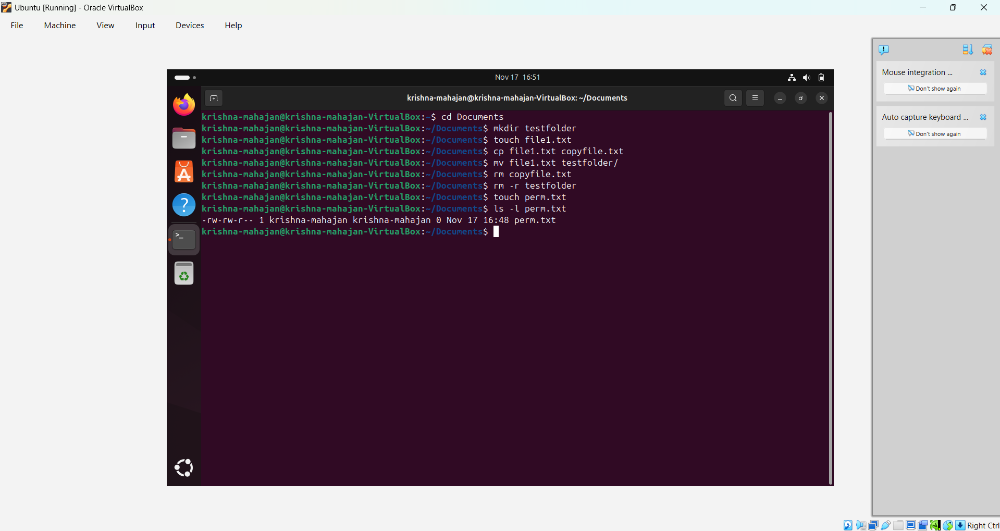 Ubuntu [Running] - Oracle VirtualBox
File Machine View Input Devices Help
Nov 17 16:51
krishna-mahajan@krishna-mahajan-VirtualBox: ~/Documents
krishna-mahajan@krishna-mahajan-VirtualBox:~$ cd Documents
krishna-mahajan@krishna-mahajan-VirtualBox:~/Documents$ mkdir testfolder
krishna-mahajan@krishna-mahajan-VirtualBox:~/Documents$ touch file1.txt
krishna-mahajan@krishna-mahajan-VirtualBox:~/Documents$ cp file1.txt copyfile.txt
krishna-mahajan@krishna-mahajan-VirtualBox:~/Documents$ mv file1.txt testfolder/
krishna-mahajan@krishna-mahajan-VirtualBox:~/Documents$ rm copyfile.txt
krishna-mahajan@krishna-mahajan-VirtualBox:~/Documents$ rm -r testfolder
krishna-mahajan@krishna-mahajan-VirtualBox:~/Documents$ touch perm.txt
krishna-mahajan@krishna-mahajan-VirtualBox:~/Documents$ ls -l perm.txt
-rw-rw-r-- 1 krishna-mahajan krishna-mahajan 0 Nov 17 16:48 perm.txt
krishna-mahajan@krishna-mahajan-VirtualBox:~/Documents$
Mouse integration ...
Don't show again
Auto capture keyboard ...
Don't show again
Right Ctrl